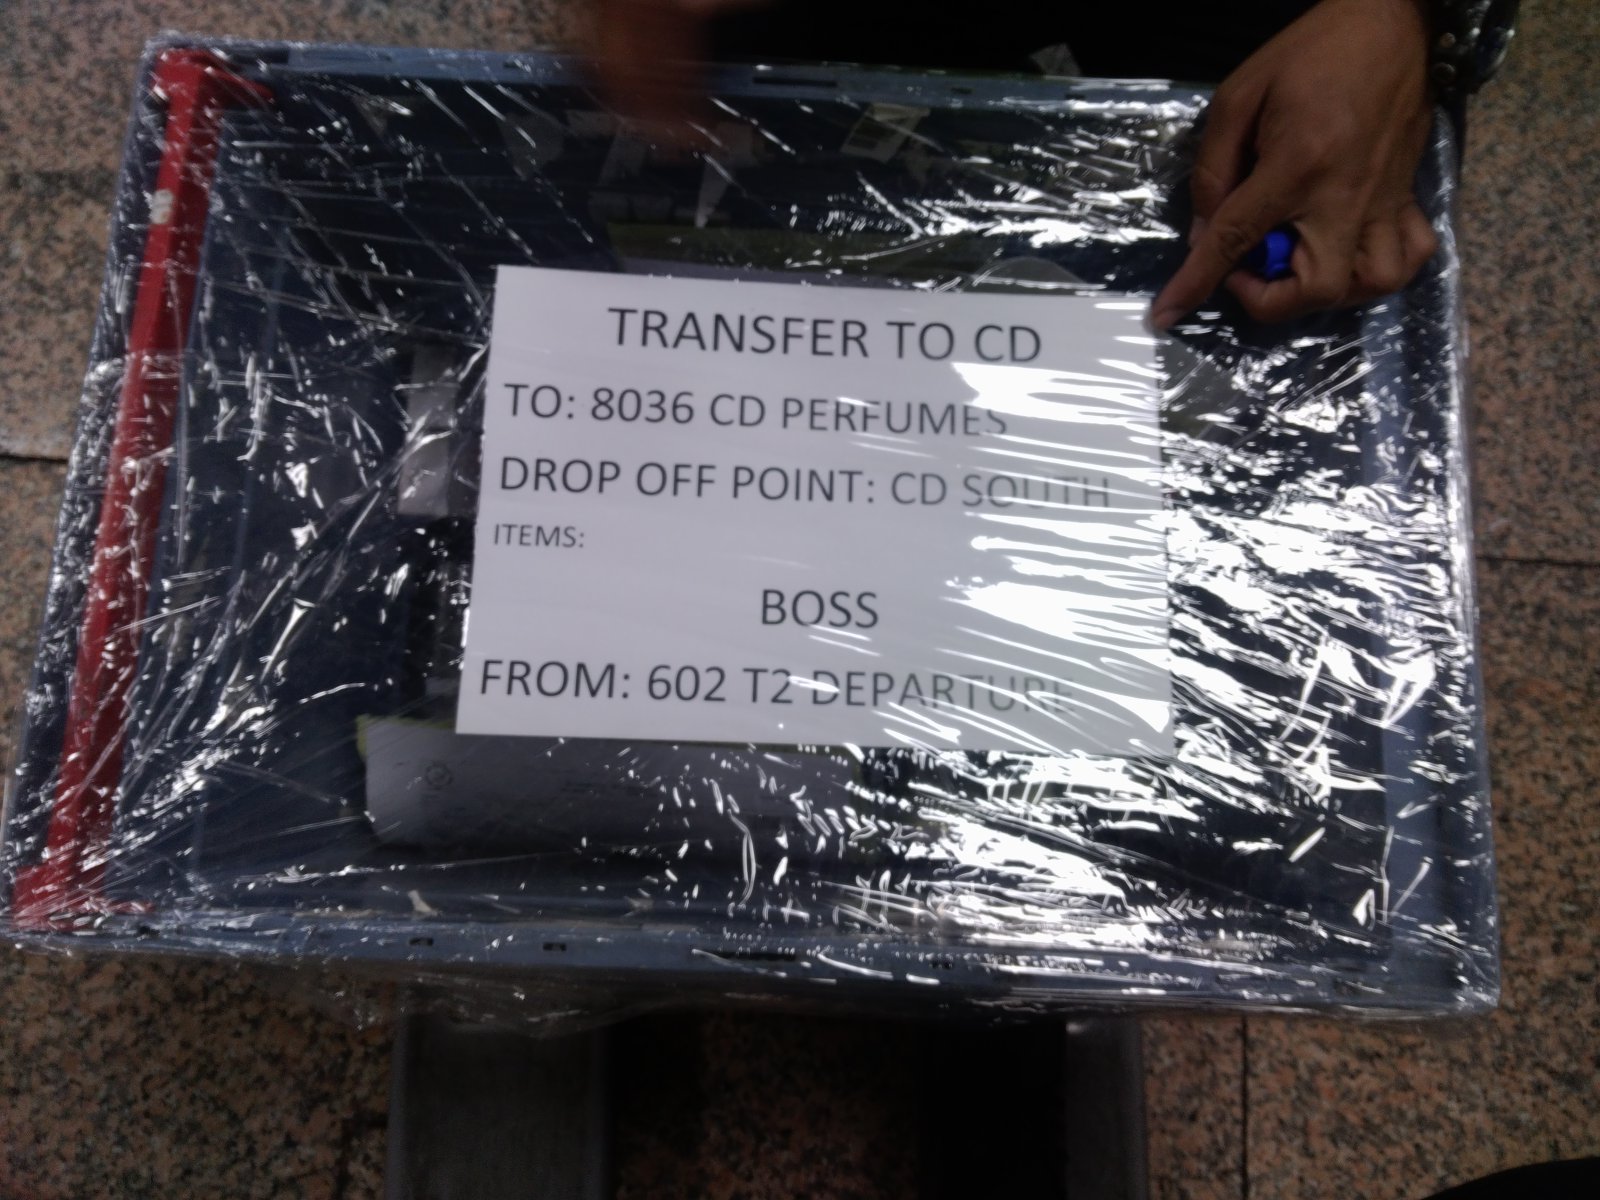 TRANSFER TO CD
TO: 8036 CD PERFUMES
DROP OFF POINT: CD SOUTH
ITEMS:
BOSS
FROM: 602 T2 DEPARTURE